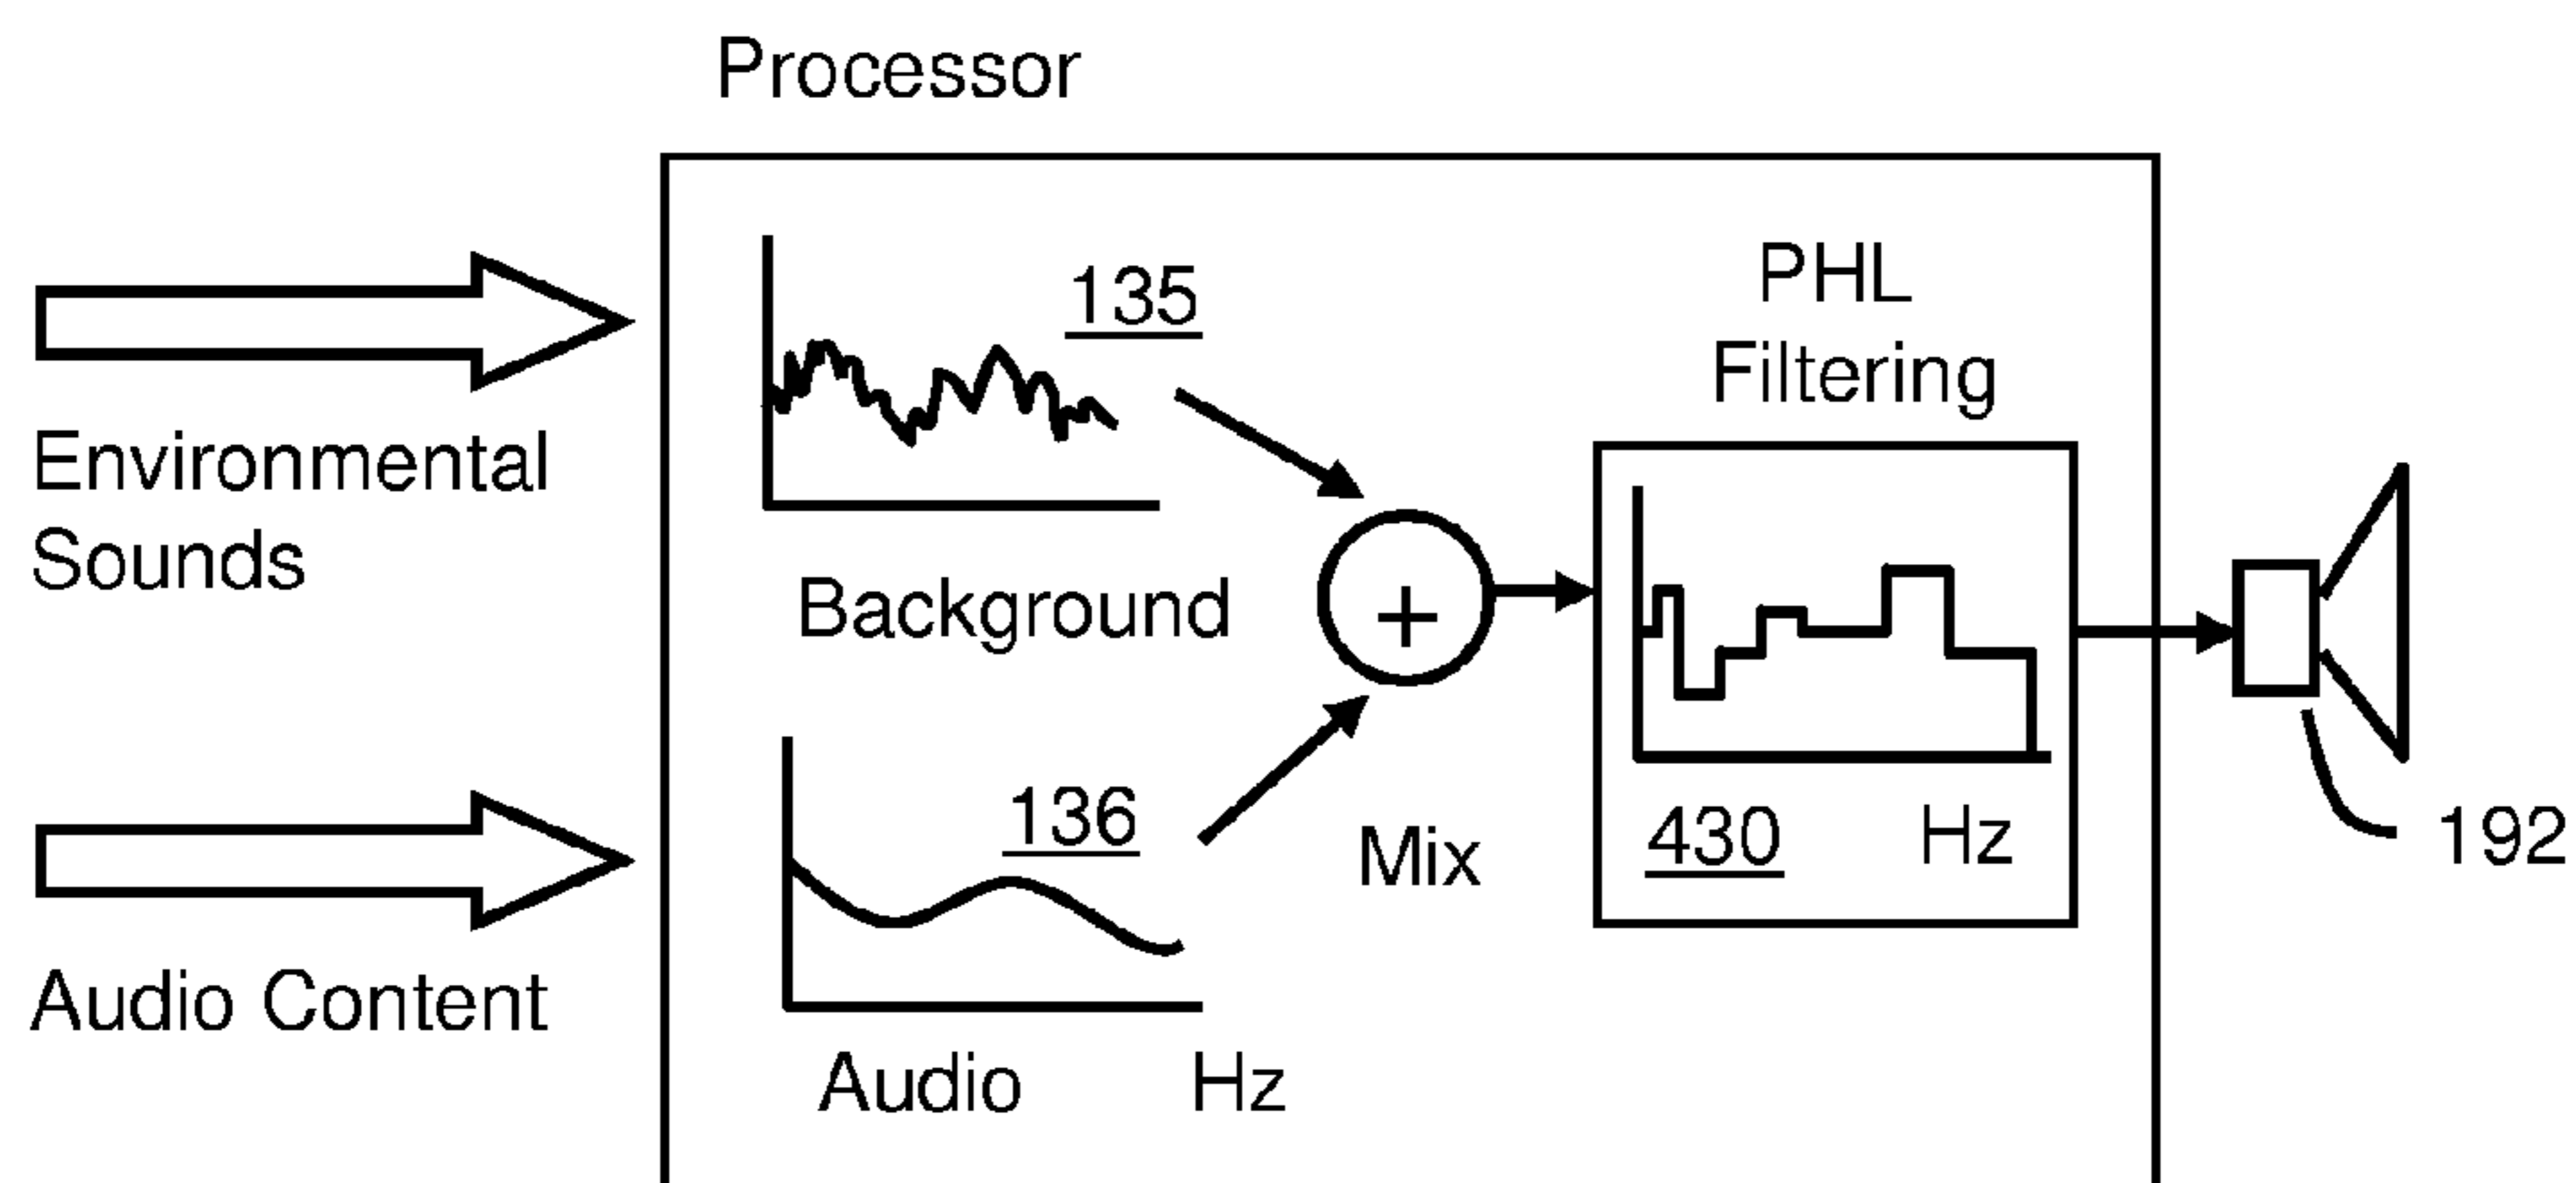 Processor
Environmental
Sounds
135
Background
Audio Content
136
Audio Hz
+
Mix
PHL
Filtering
430 Hz
192